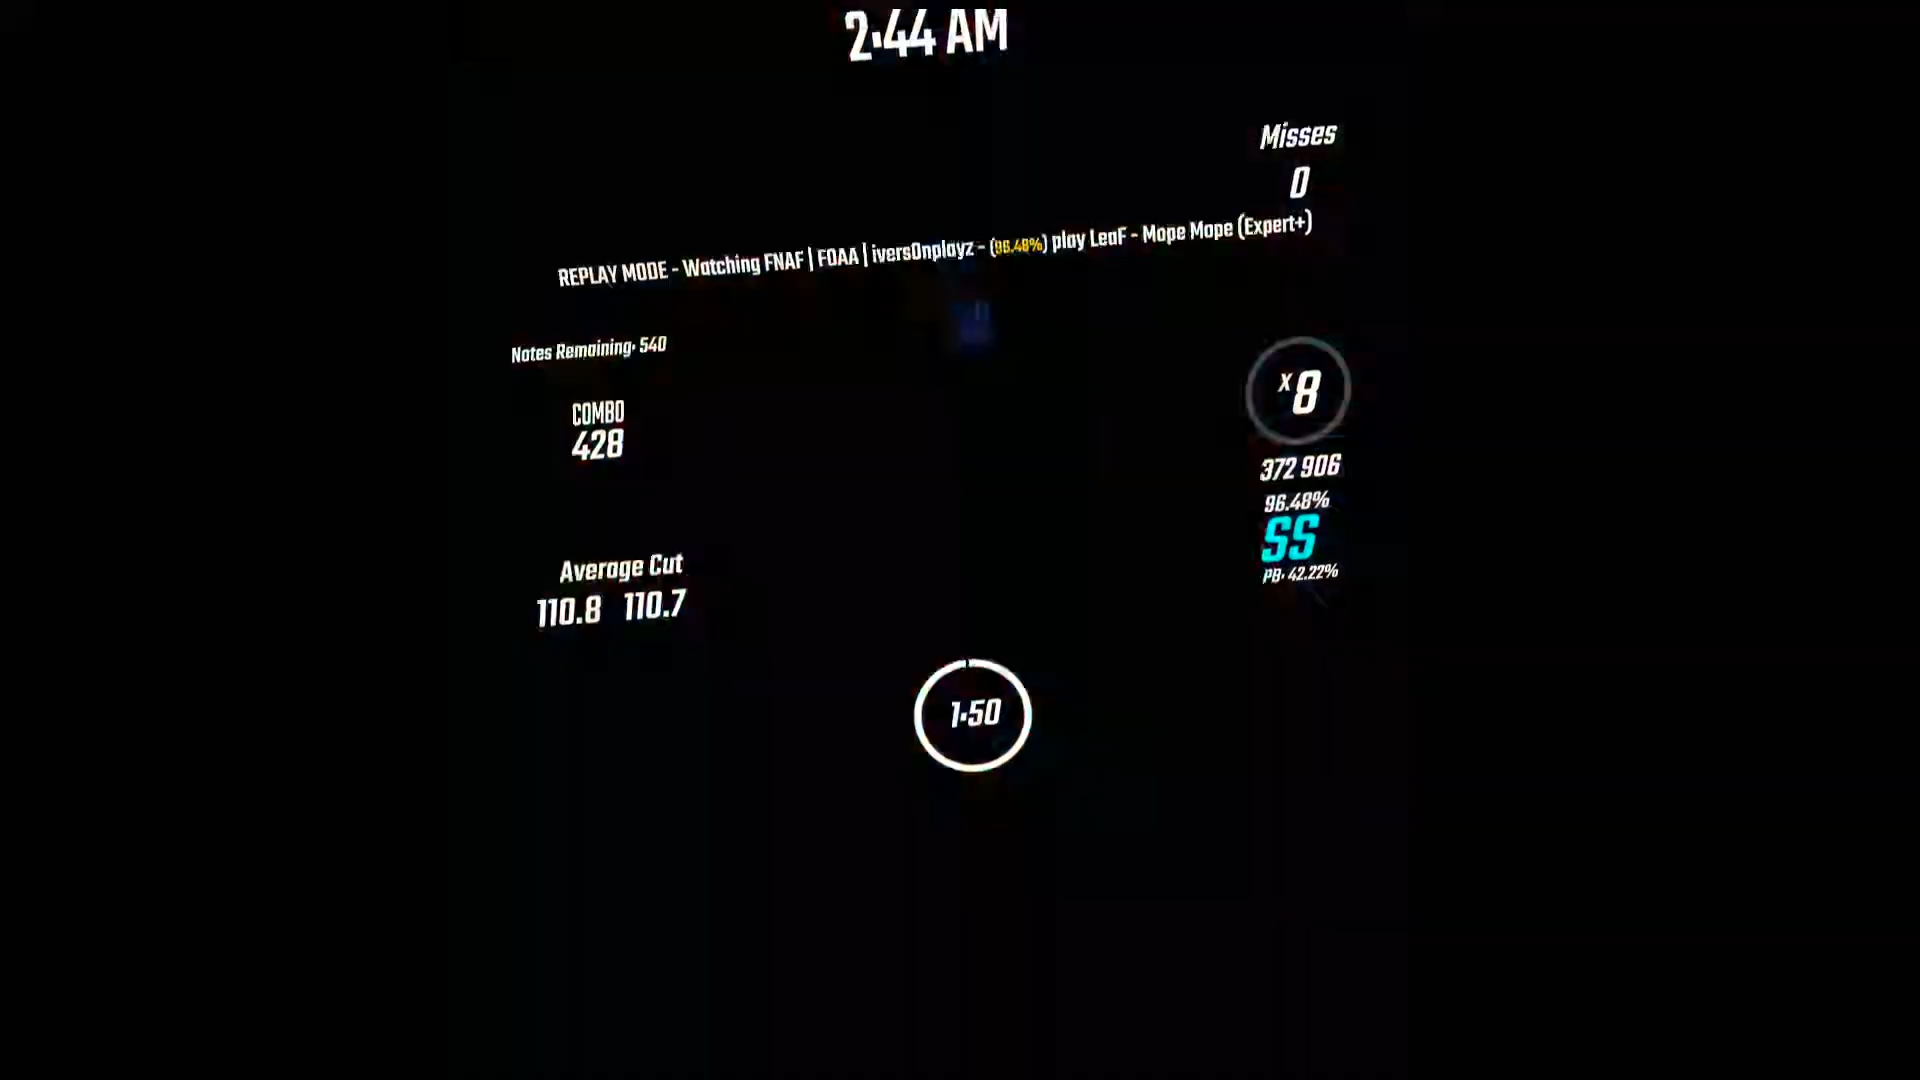 2:44 AM
Misses
0
REPLAY MODE - Watching FNAF | FOAA | ivers0nplayz - (96.48%) play LeaF - Mope Mope (Expert+)
Notes Remaining: 540
COMBO
428
x8
372 906
96.48%
SS
PB: 42.22%
Average Cut
110.8 110.7
1:50